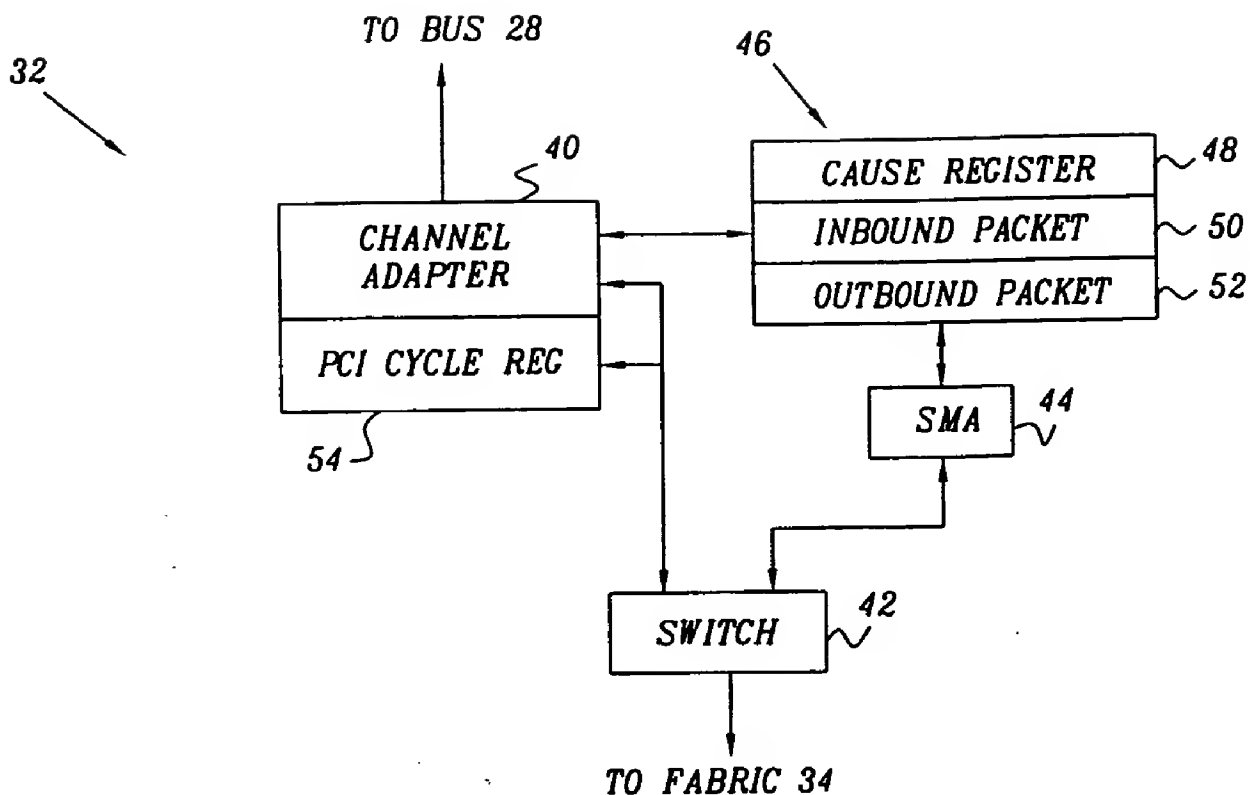 TO BUS 28
32
46
40
CHANNEL
ADAPTER
CAUSE REGISTER
48
INBOUND PACKET
50
OUTBOUND PACKET
52
PCI CYCLE REG
54
SMA
44
SWITCH
42
TO FABRIC 34